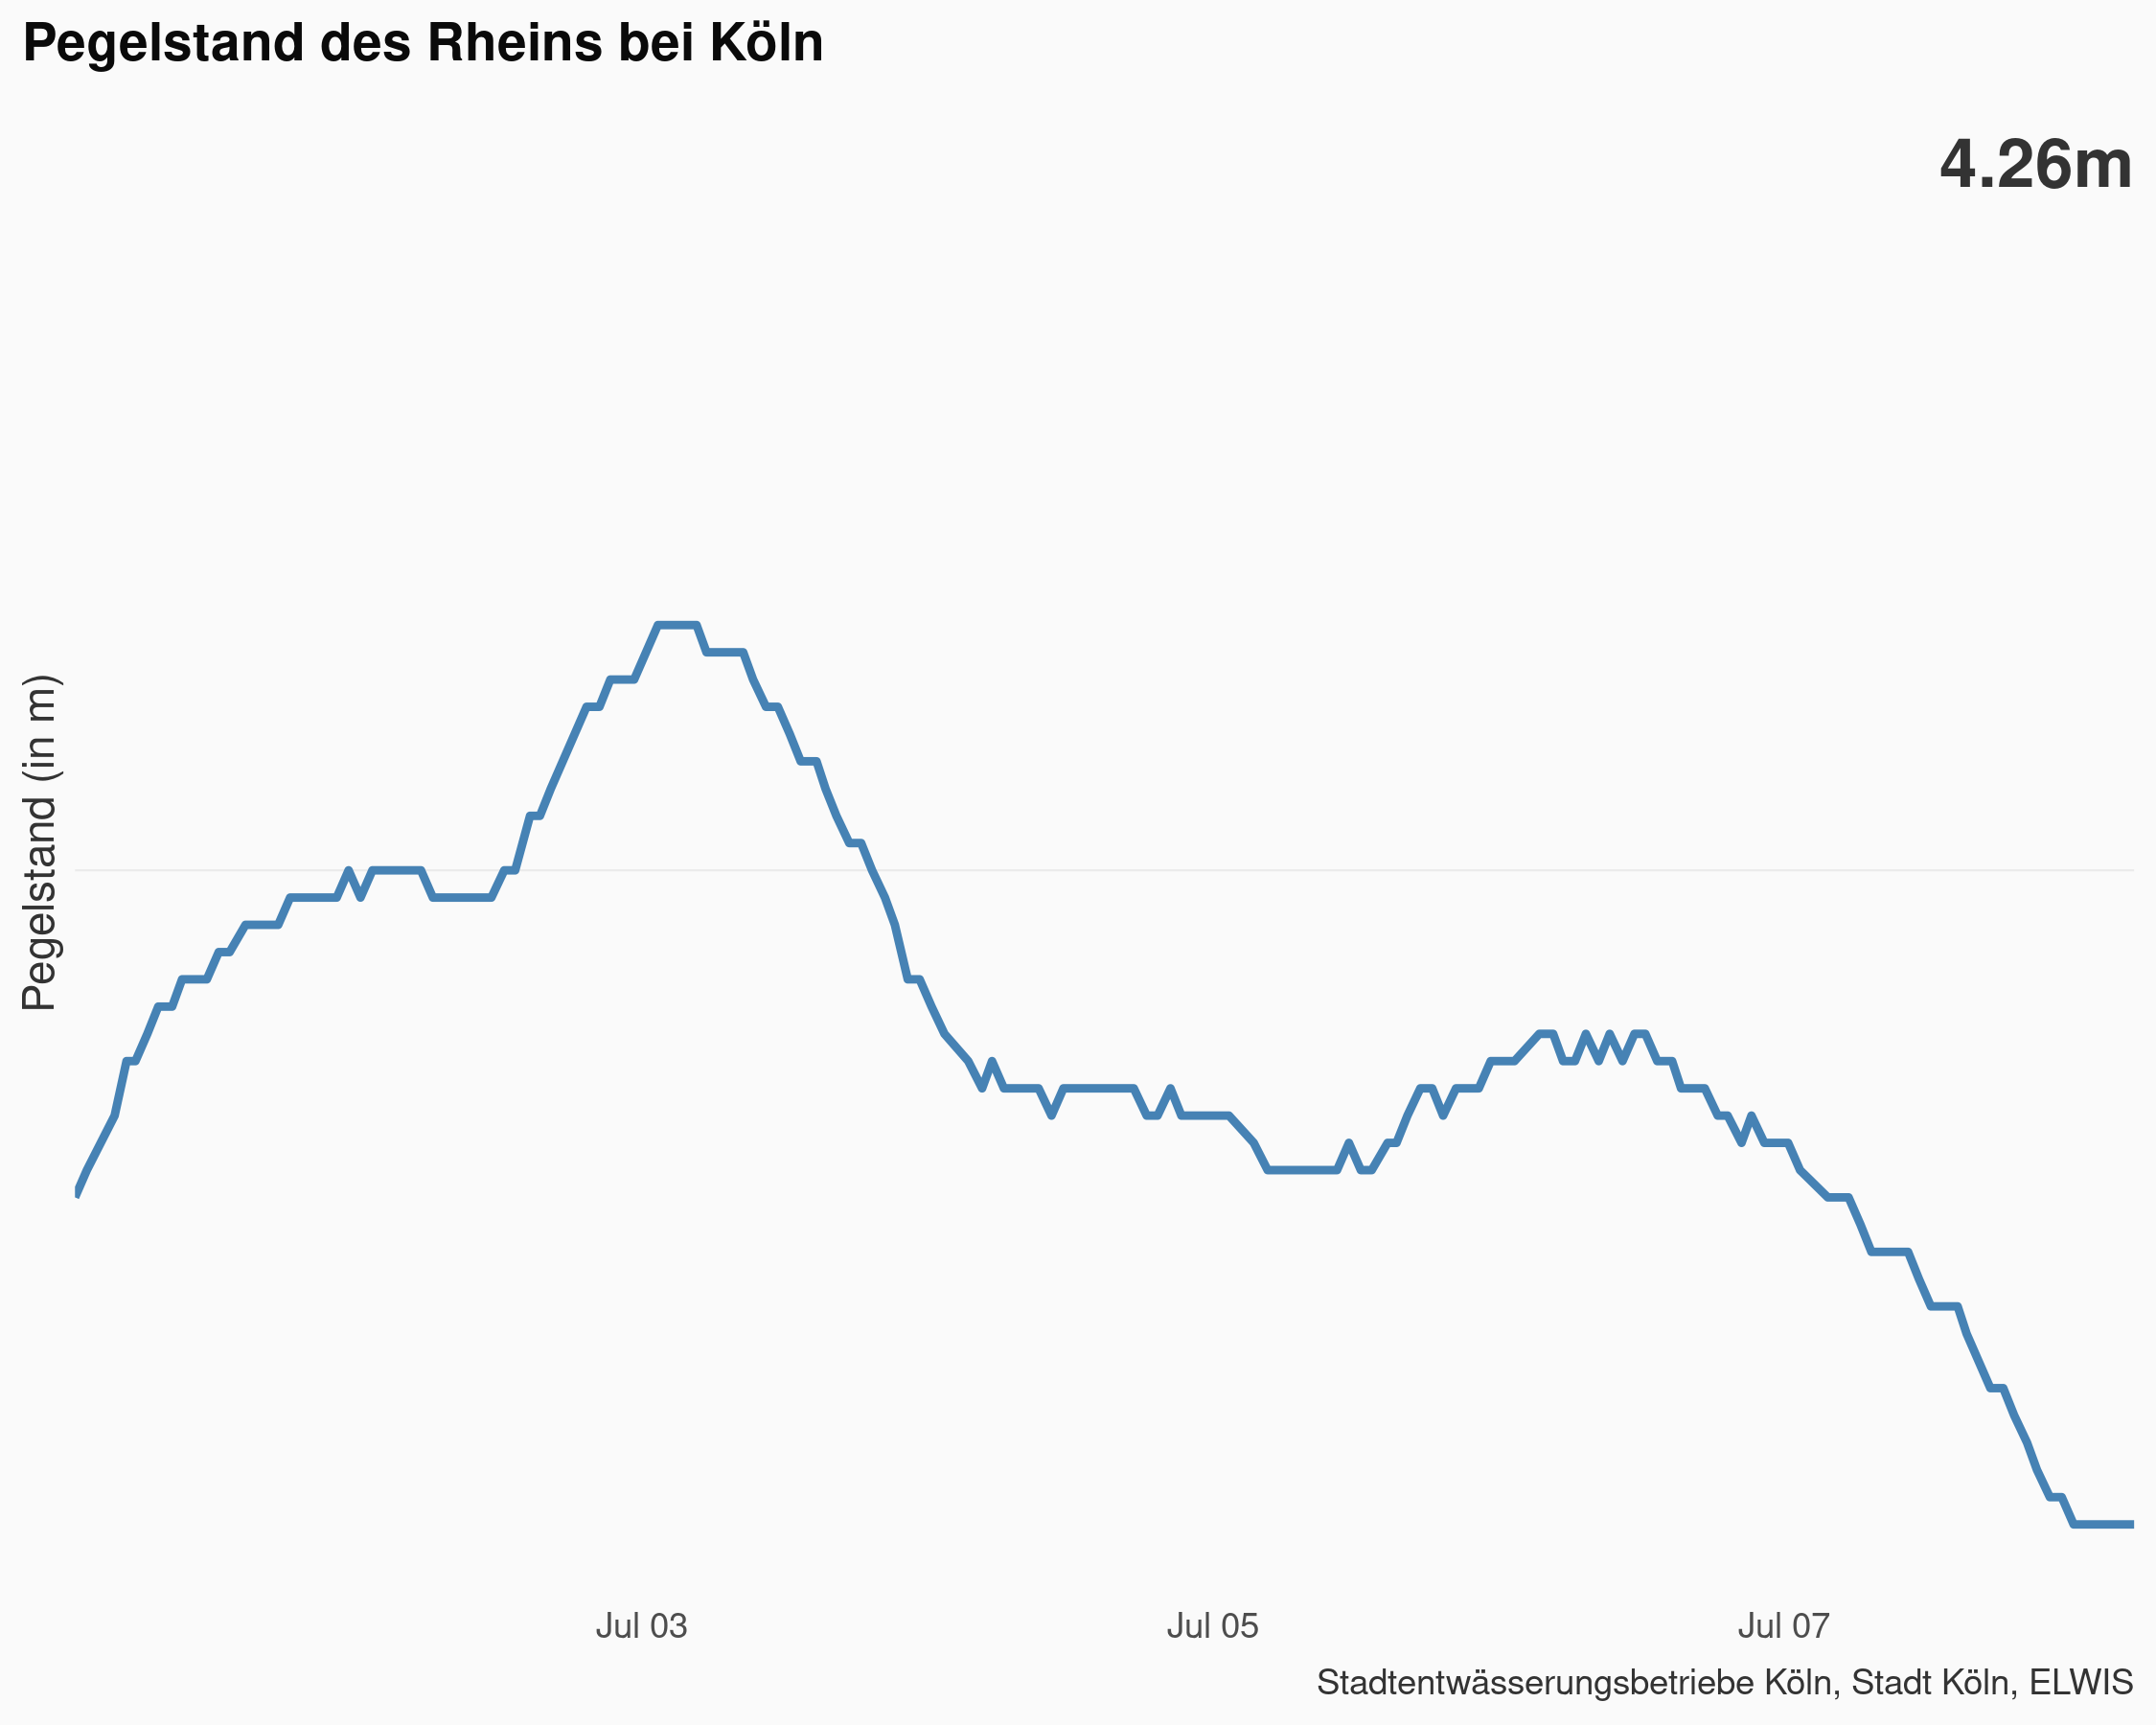 Pegelstand des Rheins bei Köln
4.26m
Pegelstand (in m)
Jul 03
Jul 05
Jul 07
Stadtentwässerungsbetriebe Köln, Stadt Köln, ELWIS